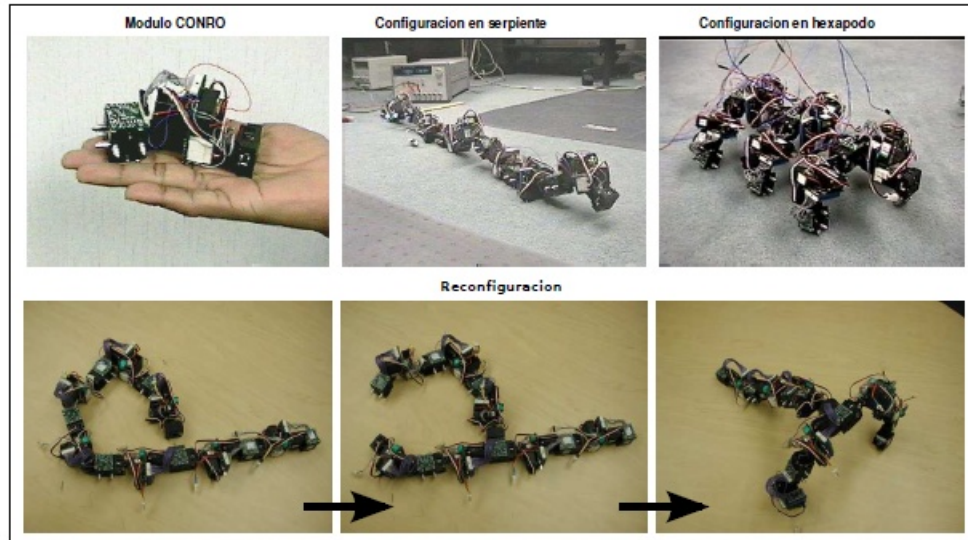 Modulo CONRO
Configuracion en serpiente
Configuracion en hexapodo
Reconfiguracion